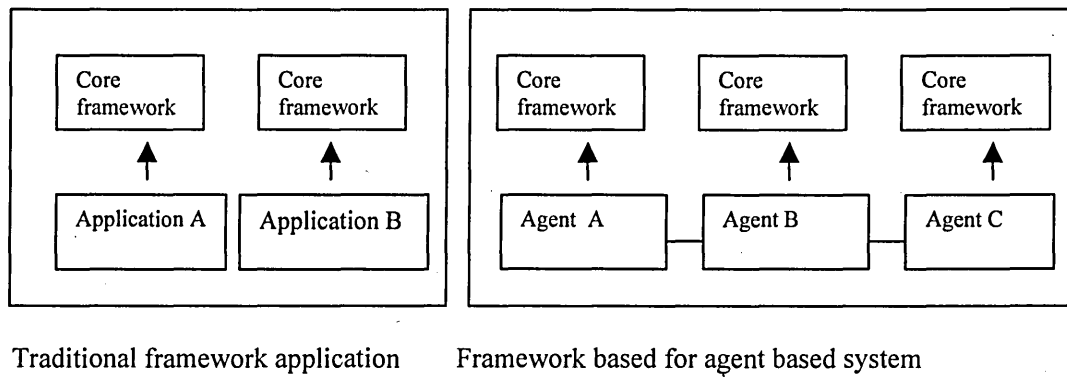 Core
framework
Core
framework
Application A
Application B
Core
framework
Core
framework
Core
framework
Agent A
Agent B
Agent C
Traditional framework application
Framework based for agent based system